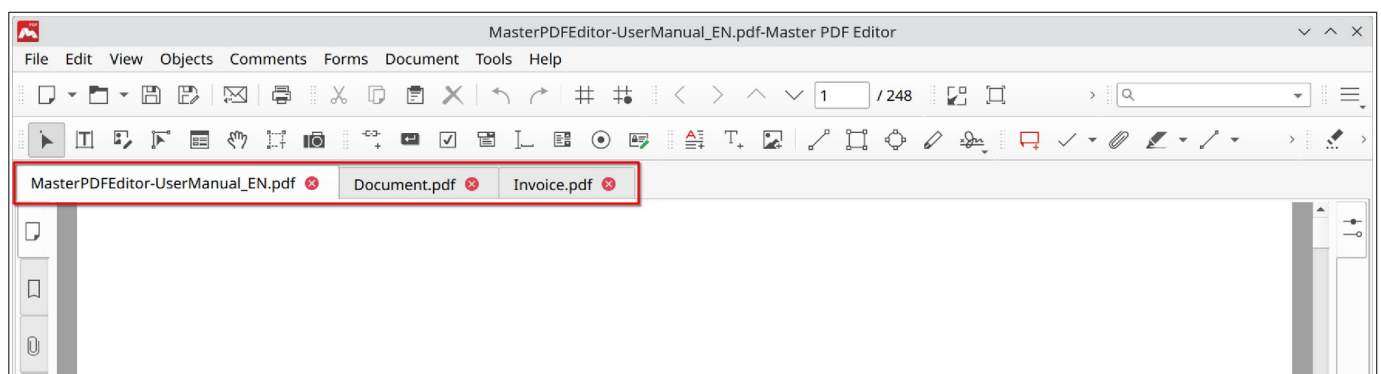 MasterPDFEditor-UserManual_EN.pdf-Master PDF Editor
File Edit View Objects Comments Forms Document Tools Help
1 / 248
MasterPDFEditor-UserManual_EN.pdf Document.pdf Invoice.pdf